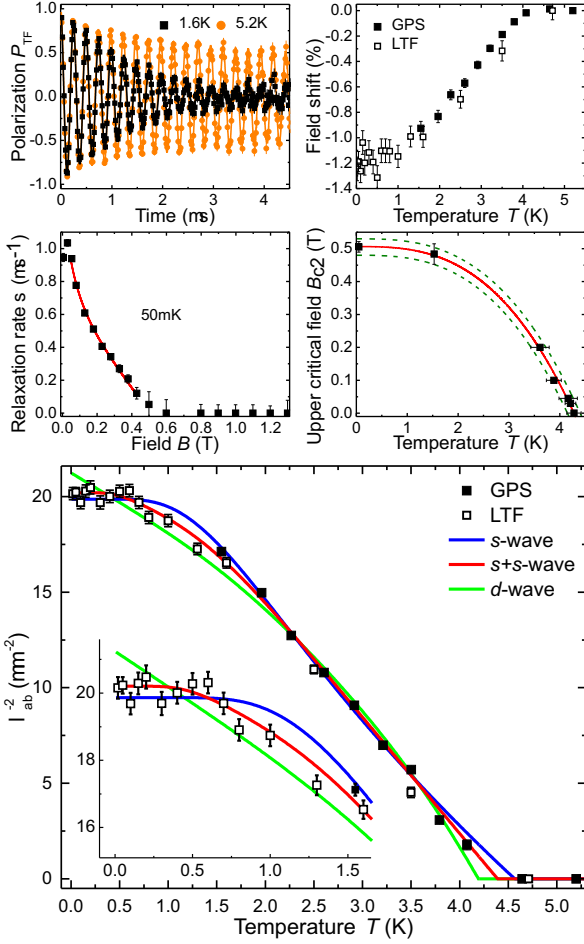 1.6K 5.2K
Polarization P_TF
1.0
0.5
0.0
-0.5
-1.0
0 1 2 3 4
Time (ms)
GPS
LTF
Field shift (%)
0.0
-0.2
-0.4
-0.6
-0.8
-1.0
-1.2
-1.4
0 1 2 3 4 5
Temperature T (K)
50mK
Relaxation rate s (ms⁻¹)
1.0
0.8
0.6
0.4
0.2
0.0
0.0 0.2 0.4 0.6 0.8 1.0 1.2
Field B (T)
Upper critical field Bc2 (T)
0.5
0.4
0.3
0.2
0.1
0.0
0 1 2 3 4
Temperature T (K)
GPS
LTF
s-wave
s+s-wave
d-wave
l_ab⁻² (mm⁻²)
20
15
10
5
0
0.0 0.5 1.0 1.5 2.0 2.5 3.0 3.5 4.0 4.5 5.0
Temperature T (K)
20
18
16
0.0 0.5 1.0 1.5